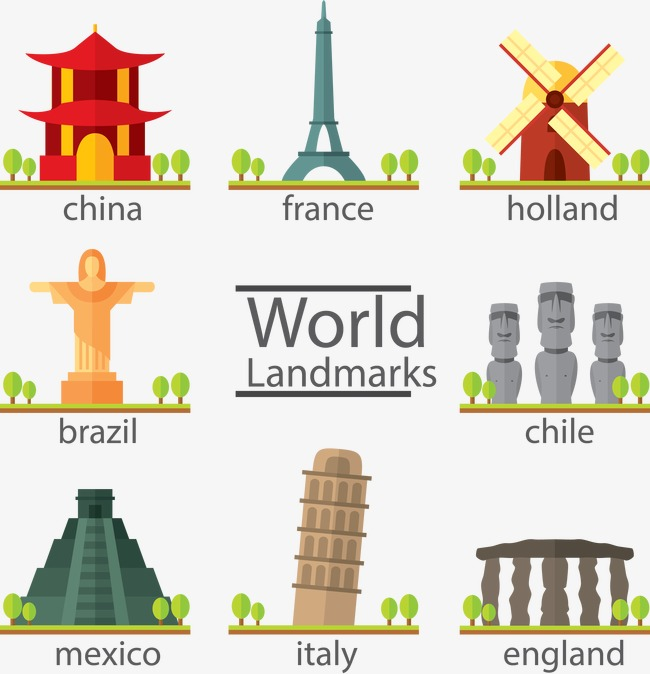 china
france
holland
World
Landmarks
brazil
chile
mexico
italy
england